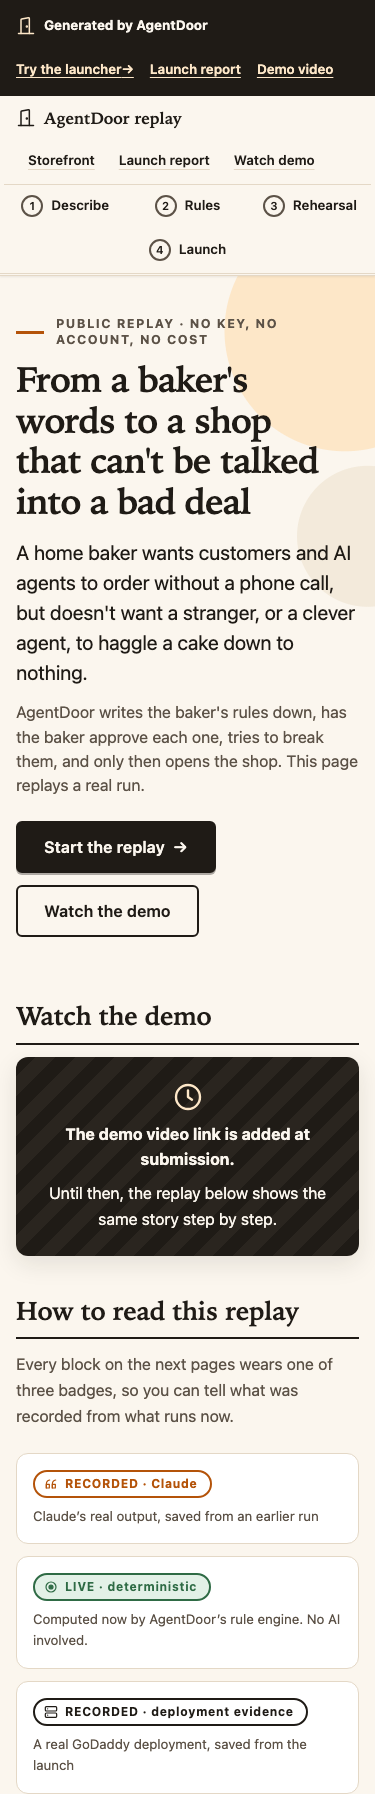 Generated by AgentDoor
Try the launcher→ Launch report Demo video
AgentDoor replay
Storefront Launch report Watch demo
1 Describe 2 Rules 3 Rehearsal
4 Launch
PUBLIC REPLAY · NO KEY, NO
ACCOUNT, NO COST
From a baker's
words to a shop
that can't be talked
into a bad deal
A home baker wants customers and AI
agents to order without a phone call,
but doesn't want a stranger, or a clever
agent, to haggle a cake down to
nothing.
AgentDoor writes the baker's rules down, has
the baker approve each one, tries to break
them, and only then opens the shop. This page
replays a real run.
Start the replay →
Watch the demo
Watch the demo
The demo video link is added at
submission.
Until then, the replay below shows the
same story step by step.
How to read this replay
Every block on the next pages wears one of
three badges, so you can tell what was
recorded from what runs now.
RECORDED · Claude
Claude’s real output, saved from an earlier run
LIVE · deterministic
Computed now by AgentDoor’s rule engine. No AI
involved.
RECORDED · deployment evidence
A real GoDaddy deployment, saved from the
launch